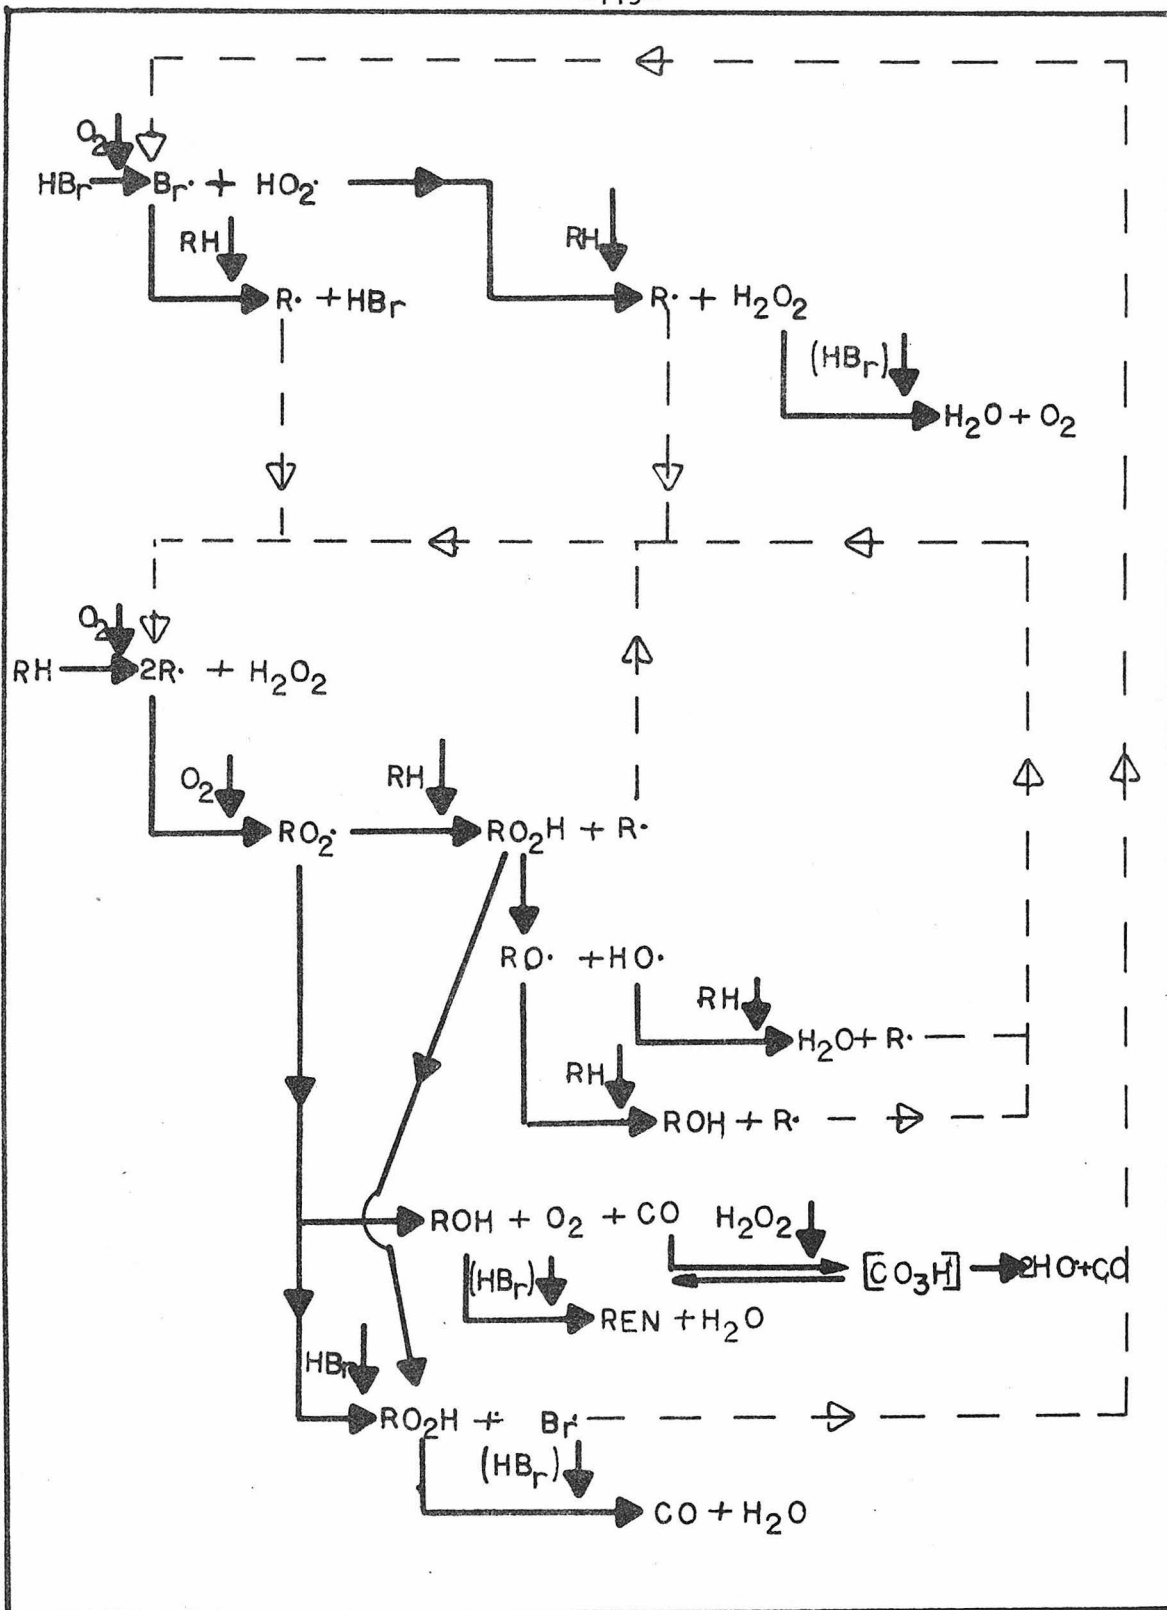 O₂
HBr Br· + HO₂·
RH RH
R· + HBr R· + H₂O₂
(HBr)
H₂O + O₂
O₂
RH 2R· + H₂O₂
O₂ RH
RO₂· RO₂H + R·
RO· + HO·
RH
H₂O + R·
RH
ROH + R·
ROH + O₂ + CO H₂O₂
(HBr) [CO₃H] 2HO·+CO
REN + H₂O
HBr
RO₂H + Br·
(HBr)
CO + H₂O